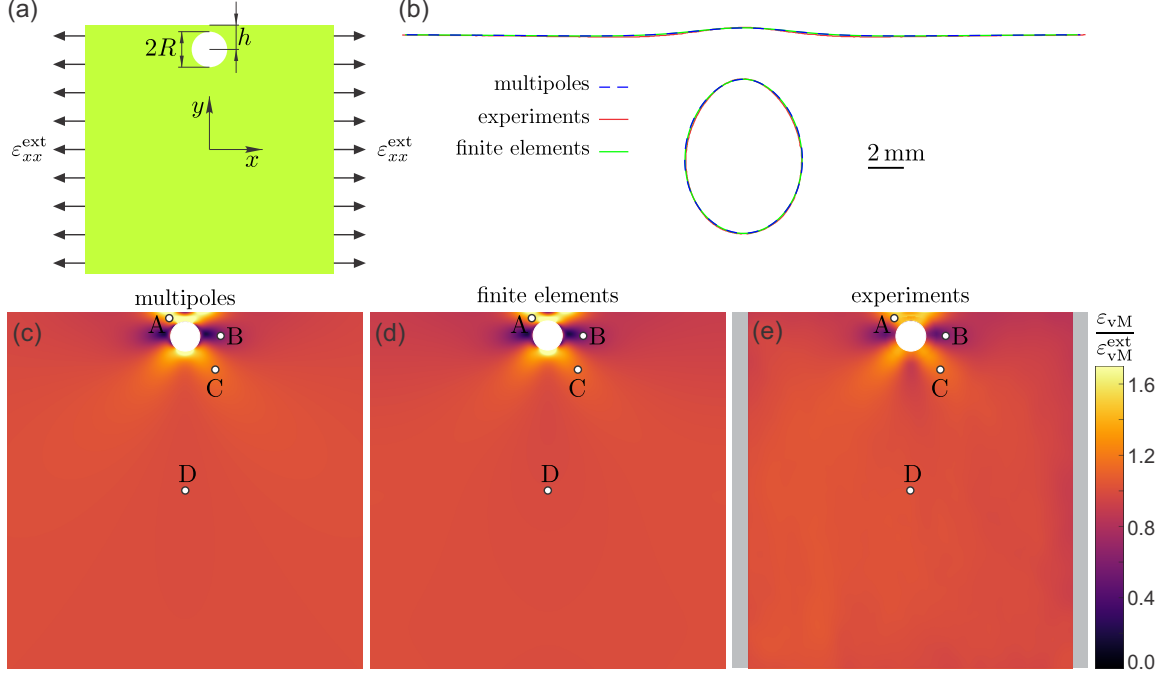 (a)
2R
h
y
x
ε_xx^ext
ε_xx^ext
(b)
multipoles
experiments
finite elements
2 mm
multipoles
(c)
A
B
C
D
finite elements
(d)
A
B
C
D
experiments
(e)
A
B
C
D
ε_vM
ε_vM^ext
1.6
1.2
0.8
0.4
0.0